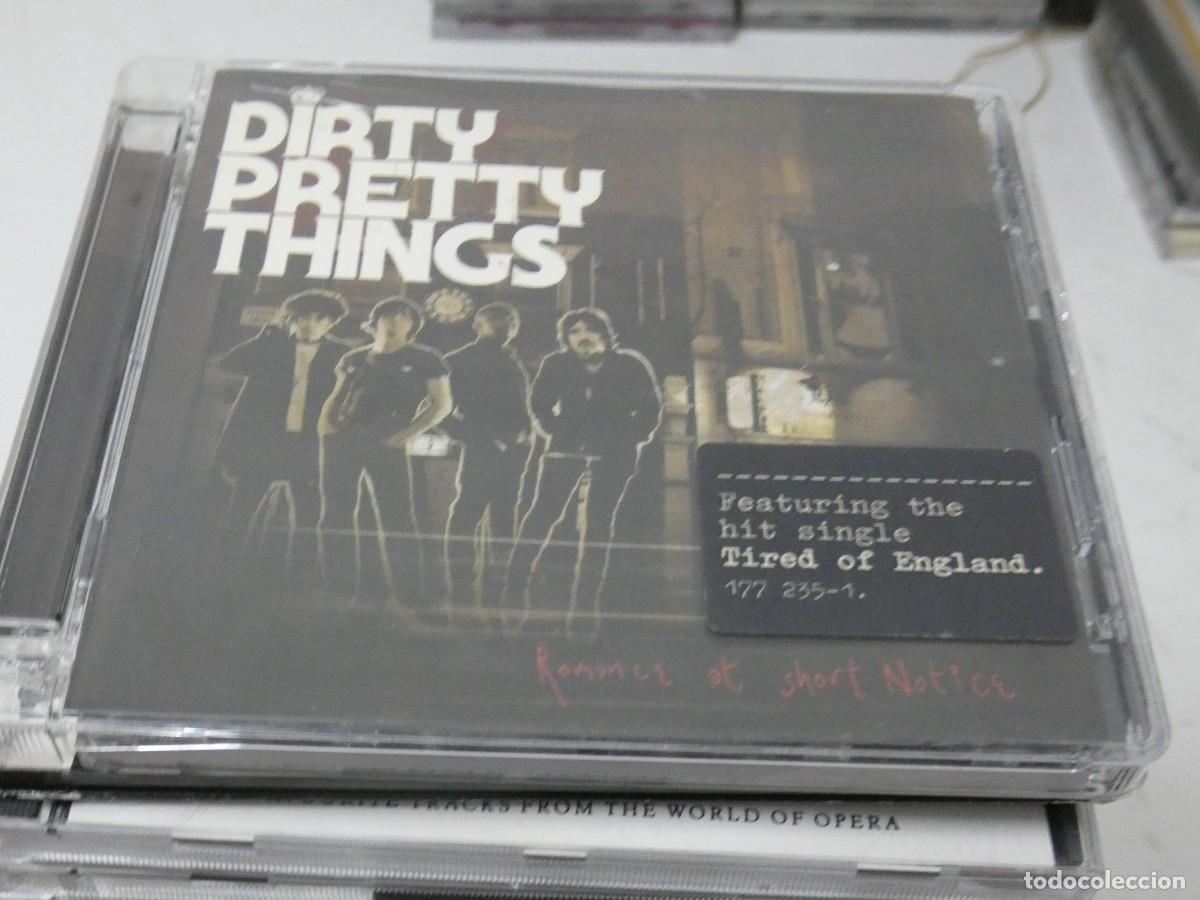 DIRTY
PRETTY
THINGS
Featuring the
hit single
Tired of England.
177 235-1.
Romance at short Notice
TRACKS FROM THE WORLD OF OPERA
todocoleccion